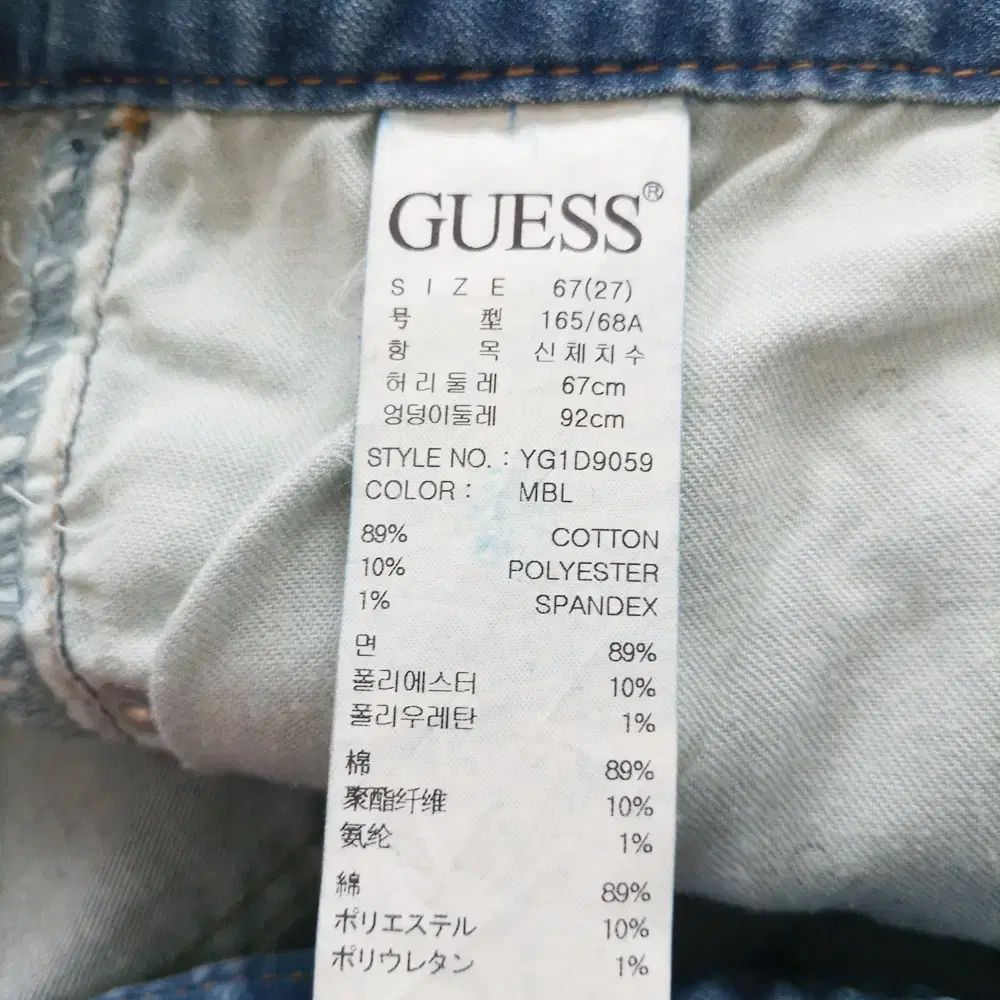 GUESS®
SIZE 67(27)
号型 165/68A
항목 신체치수
허리둘레 67cm
엉덩이둘레 92cm
STYLE NO. : YG1D9059
COLOR : MBL
89% COTTON
10% POLYESTER
1% SPANDEX
면 89%
폴리에스터 10%
폴리우레탄 1%
棉 89%
聚酯纤维 10%
氨纶 1%
綿 89%
ポリエステル 10%
ポリウレタン 1%